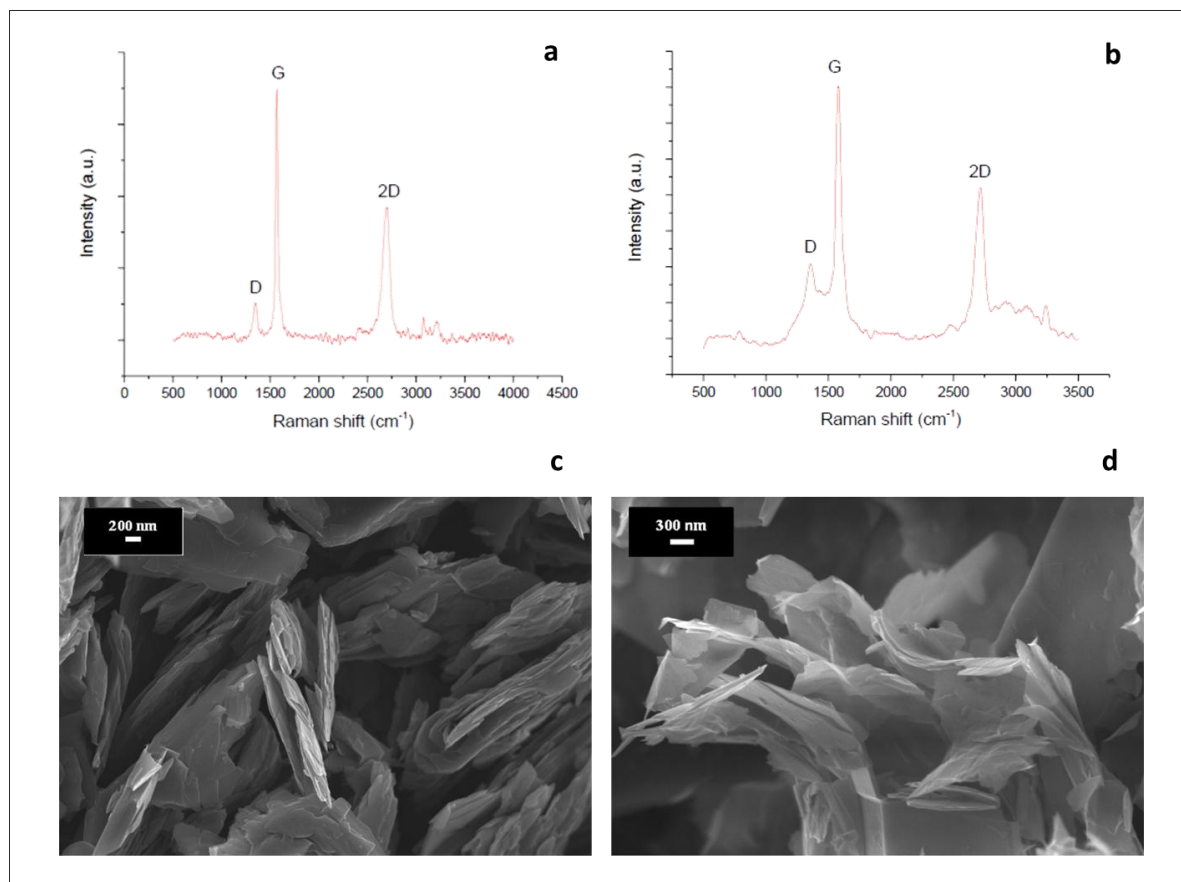 a
G
2D
D
Intensity (a.u.)
0 500 1000 1500 2000 2500 3000 3500 4000 4500
Raman shift (cm⁻¹)
b
G
2D
D
Intensity (a.u.)
500 1000 1500 2000 2500 3000 3500
Raman shift (cm⁻¹)
c
200 nm
d
300 nm